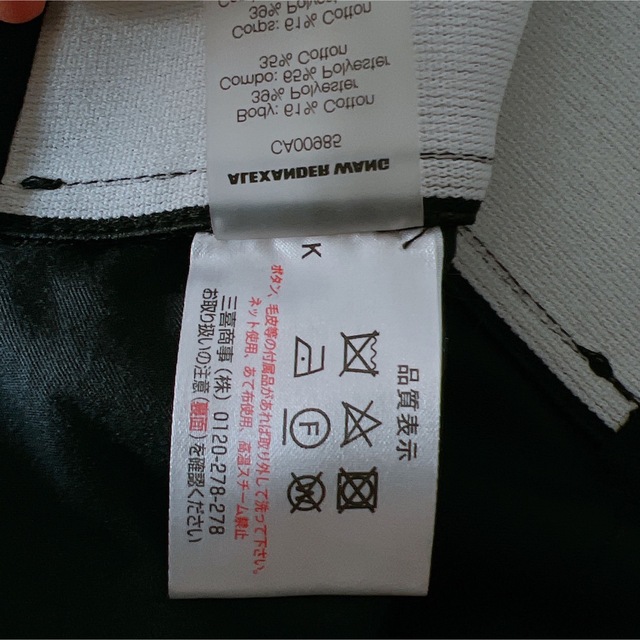 ALEXANDER WANG
CA00985
Body: 61% Cotton
39% Polyester
Combo: 65% Polyester
35% Cotton
Corps: 61% Cotton
39% Polyester
品質表示
F
K
ボタン、毛皮等の付属品があれば取り外して洗って下さい。
ネット使用、あて布使用、高温スチーム禁止
三喜商事(株) 0120-278-278
お取り扱いの注意(裏面)を確認ください